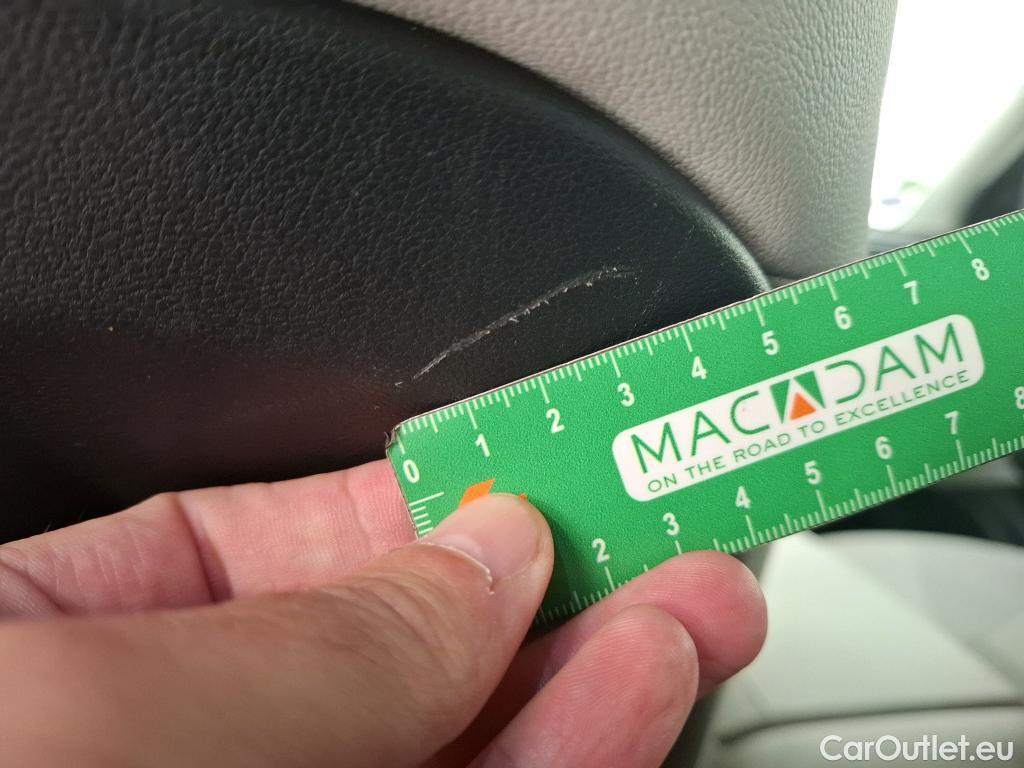 0 1 2 3 4 5 6 7 8
MACADAM
ON THE ROAD TO EXCELLENCE
2 3 4 5 6 7 8
CarOutlet.eu